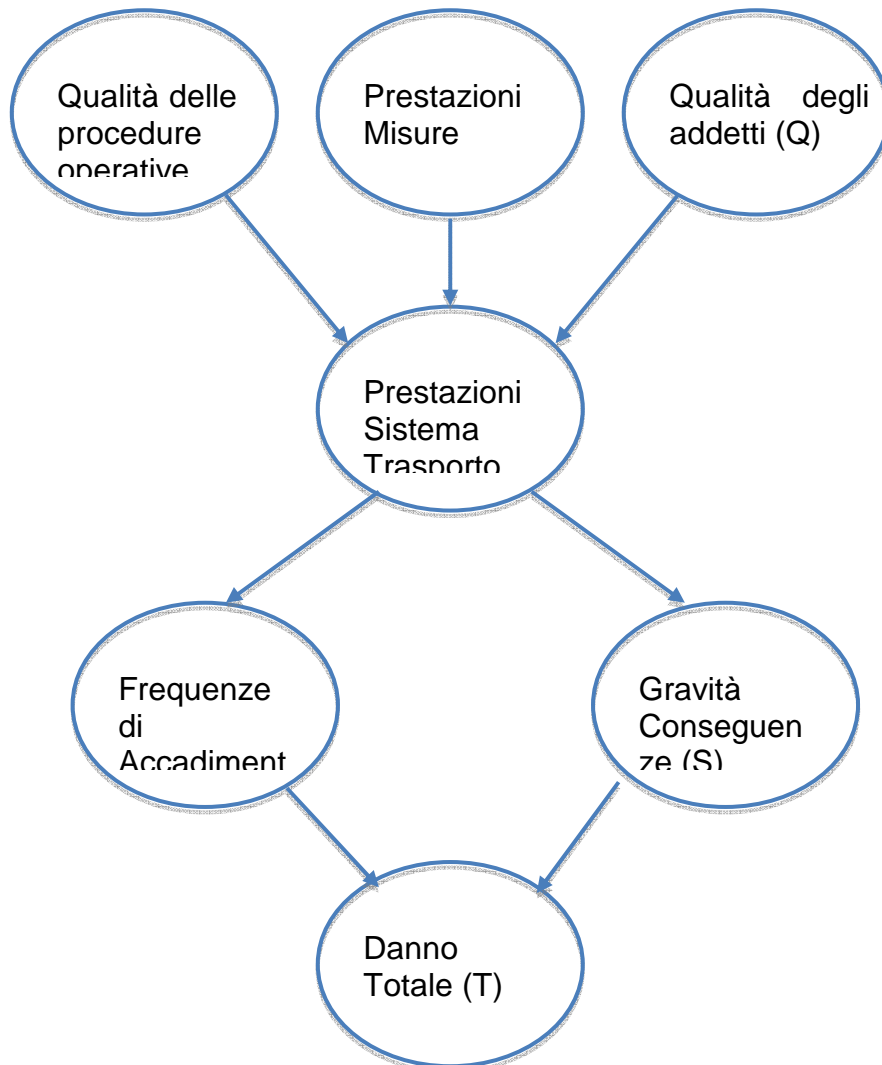 Qualità delle
procedure
operative
Prestazioni
Misure
Qualità degli
addetti (Q)
Prestazioni
Sistema
Trasporto
Frequenze
di
Accadiment
Gravità
Conseguen
ze (S)
Danno
Totale (T)